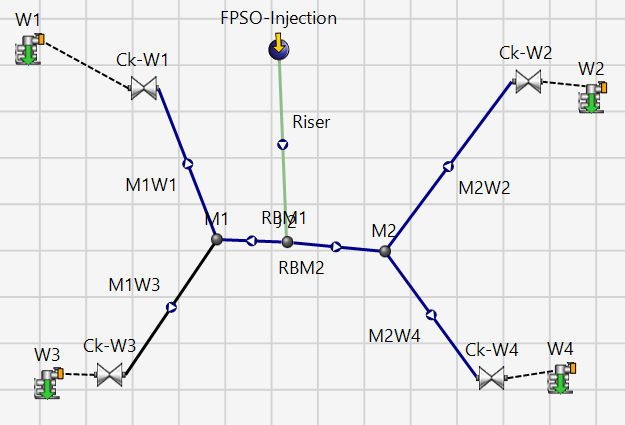 FPSO-Injection
W1
Ck-W1
Ck-W2
W2
Riser
M1W1
M2W2
M1
RBM1
M2
RBM2
M1W3
M2W4
W3
Ck-W3
Ck-W4
W4